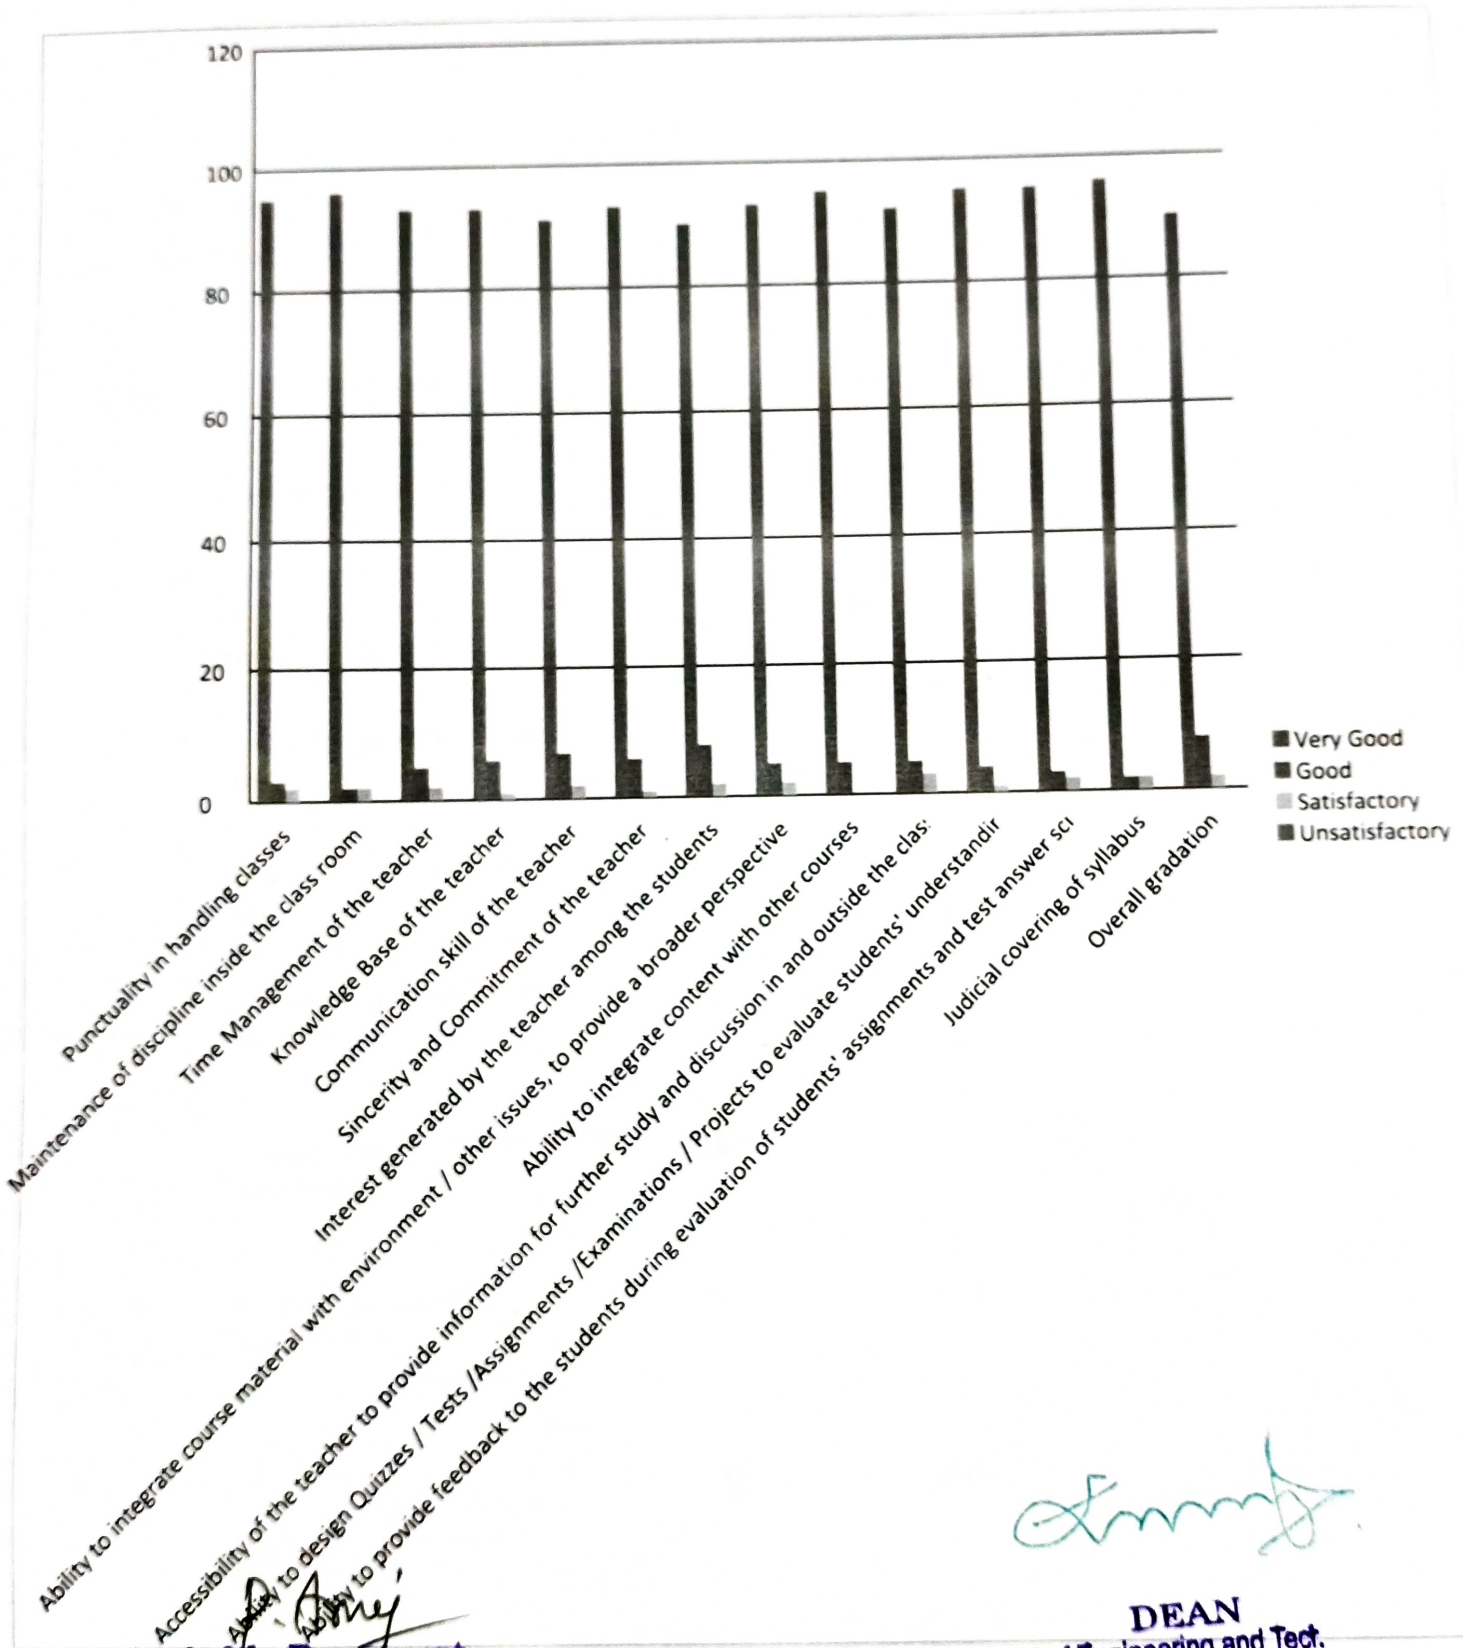 120
100
80
60
40
20
0
Very Good
Good
Satisfactory
Unsatisfactory
Punctuality in handling classes
Maintenance of discipline inside the class room
Time Management of the teacher
Knowledge Base of the teacher
Communication skill of the teacher
Sincerity and Commitment of the teacher
Interest generated by the teacher among the students
Ability to integrate course material with environment / other issues, to provide a broader perspective
Ability to integrate content with other courses
Accessibility of the teacher to provide information for further study and discussion in and outside the clas
Ability to design Quizzes / Tests /Assignments /Examinations / Projects to evaluate students' understandin
Ability to provide feedback to the students during evaluation of students' assignments and test answer scr
Judicial covering of syllabus
Overall gradation
DEAN
and Tect.